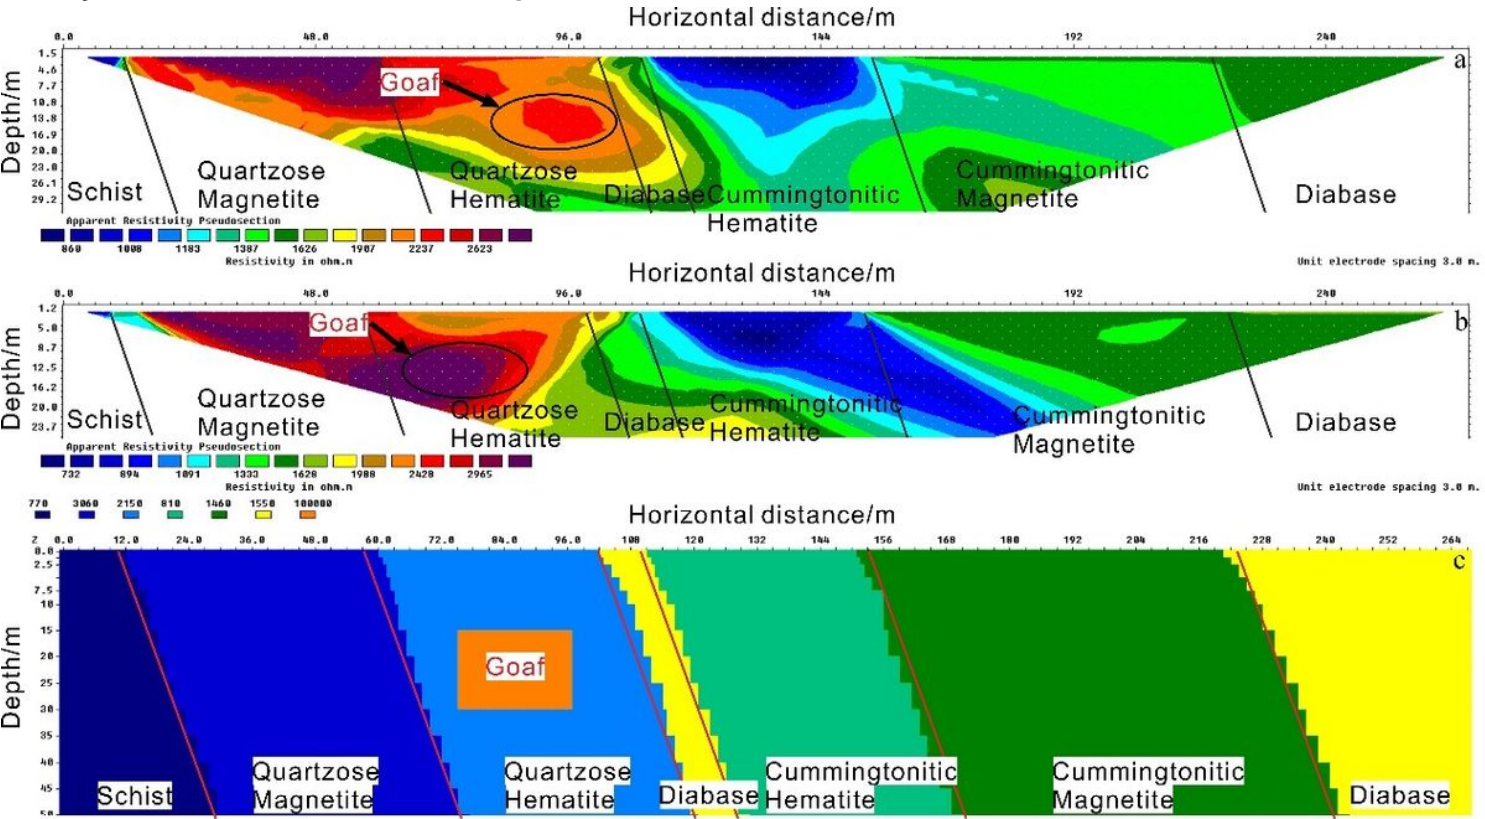 Horizontal distance/m
0.0 48.0 96.0 144 192 240
a
Depth/m
1.5
4.6
7.7
10.8
13.8
16.9
20.0
23.0
26.1
29.2
Goaf
Schist
Quartzose
Magnetite
Quartzose
Hematite
Diabase
Cummingtonitic
Hematite
Cummingtonitic
Magnetite
Diabase
Apparent Resistivity Pseudosection
860 1008 1183 1387 1626 1907 2237 2623
Resistivity in ohm.m
Unit electrode spacing 3.0 m.
Horizontal distance/m
0.0 48.0 96.0 144 192 240
b
Depth/m
1.2
5.0
8.7
12.5
16.2
20.0
23.7
Goaf
Schist
Quartzose
Magnetite
Quartzose
Hematite
Diabase
Cummingtonitic
Hematite
Cummingtonitic
Magnetite
Diabase
Apparent Resistivity Pseudosection
732 894 1091 1333 1628 1988 2428 2965
Resistivity in ohm.m
Unit electrode spacing 3.0 m.
770 3060 2150 810 1460 1550 100000
Horizontal distance/m
Z 0.0 12.0 24.0 36.0 48.0 60.0 72.0 84.0 96.0 108 120 132 144 156 168 180 192 204 216 228 240 252 264
c
Depth/m
0.0
2.5
7.5
10
15
20
25
30
35
40
45
50
Goaf
Schist
Quartzose
Magnetite
Quartzose
Hematite
Diabase
Cummingtonitic
Hematite
Cummingtonitic
Magnetite
Diabase